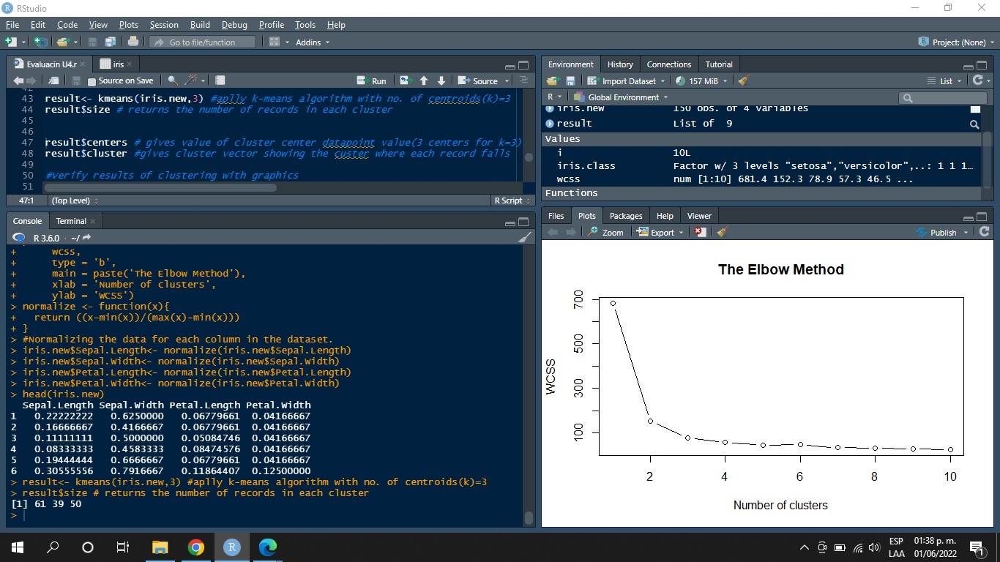 RStudio
File Edit Code View Plots Session Build Debug Profile Tools Help
Go to file/function Addins Project: (None)
Evaluacin U4.r iris
Source on Save Run Source
43 result<- kmeans(iris.new,3) #aplly k-means algorithm with no. of centroids(k)=3
44 result$size # returns the number of records in each cluster
45
46
47 result$centers # gives value of cluster center datapoint value(3 centers for k=3)
48 result$cluster #gives cluster vector showing the custer where each record falls
49
50 #Verify results of clustering with graphics
51
47:1 (Top Level) R Script
Console Terminal
R 3.6.0 · ~/
+ wcss,
+ type = 'b',
+ main = paste('The Elbow Method'),
+ xlab = 'Number of clusters',
+ ylab = 'WCSS')
> normalize <- function(x){
+ return ((x-min(x))/(max(x)-min(x)))
+ }
> #Normalizing the data for each column in the dataset.
> iris.new$Sepal.Length<- normalize(iris.new$Sepal.Length)
> iris.new$Sepal.Width<- normalize(iris.new$Sepal.Width)
> iris.new$Petal.Length<- normalize(iris.new$Petal.Length)
> iris.new$Petal.Width<- normalize(iris.new$Petal.Width)
> head(iris.new)
Sepal.Length Sepal.Width Petal.Length Petal.Width
1 0.22222222 0.6250000 0.06779661 0.04166667
2 0.16666667 0.4166667 0.06779661 0.04166667
3 0.11111111 0.5000000 0.05084746 0.04166667
4 0.08333333 0.4583333 0.08474576 0.04166667
5 0.19444444 0.6666667 0.06779661 0.04166667
6 0.30555556 0.7916667 0.11864407 0.12500000
> result<- kmeans(iris.new,3) #aplly k-means algorithm with no. of centroids(k)=3
> result$size # returns the number of records in each cluster
[1] 61 39 50
>
Environment History Connections Tutorial
Import Dataset 157 MiB List
R Global Environment
iris.new 150 obs. of 4 variables
result List of 9
Values
i 10L
iris.class Factor w/ 3 levels "setosa","versicolor",..: 1 1 1…
wcss num [1:10] 681.4 152.3 78.9 57.3 46.5 ...
Functions
Files Plots Packages Help Viewer
Zoom Export Publish
The Elbow Method
WCSS
700
500
300
100
2 4 6 8 10
Number of clusters
ESP
LAA
01:38 p. m.
01/06/2022
1